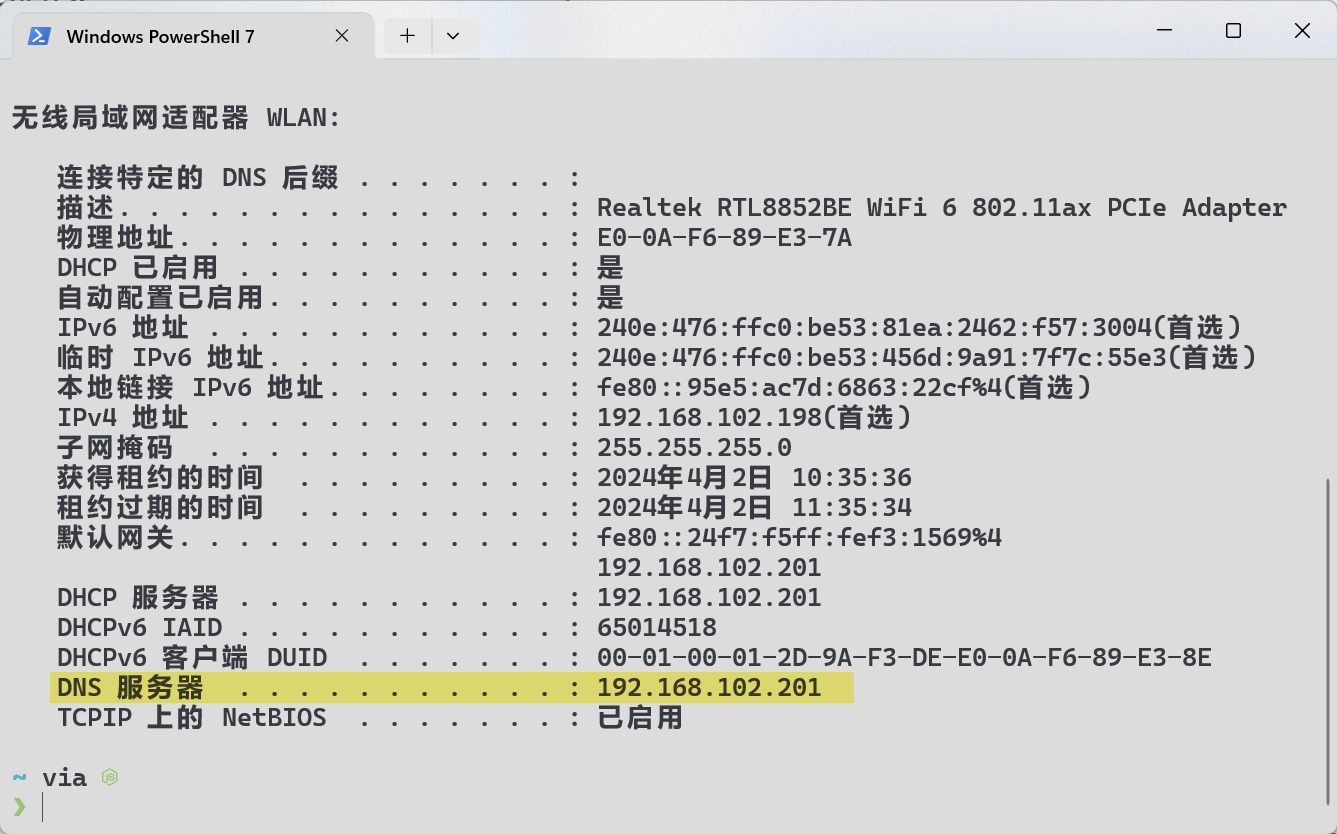 Windows PowerShell 7
无线局域网适配器 WLAN:
连接特定的 DNS 后缀 . . . . . . . :
描述. . . . . . . . . . . . . . . : Realtek RTL8852BE WiFi 6 802.11ax PCIe Adapter
物理地址. . . . . . . . . . . . . : E0-0A-F6-89-E3-7A
DHCP 已启用 . . . . . . . . . . . : 是
自动配置已启用. . . . . . . . . . : 是
IPv6 地址 . . . . . . . . . . . . : 240e:476:ffc0:be53:81ea:2462:f57:3004(首选)
临时 IPv6 地址. . . . . . . . . . : 240e:476:ffc0:be53:456d:9a91:7f7c:55e3(首选)
本地链接 IPv6 地址. . . . . . . . : fe80::95e5:ac7d:6863:22cf%4(首选)
IPv4 地址 . . . . . . . . . . . . : 192.168.102.198(首选)
子网掩码  . . . . . . . . . . . . : 255.255.255.0
获得租约的时间  . . . . . . . . . : 2024年4月2日 10:35:36
租约过期的时间  . . . . . . . . . : 2024年4月2日 11:35:34
默认网关. . . . . . . . . . . . . : fe80::24f7:f5ff:fef3:1569%4
192.168.102.201
DHCP 服务器 . . . . . . . . . . . : 192.168.102.201
DHCPv6 IAID . . . . . . . . . . . : 65014518
DHCPv6 客户端 DUID  . . . . . . . : 00-01-00-01-2D-9A-F3-DE-E0-0A-F6-89-E3-8E
DNS 服务器  . . . . . . . . . . . : 192.168.102.201
TCPIP 上的 NetBIOS  . . . . . . . : 已启用
~ via
❯